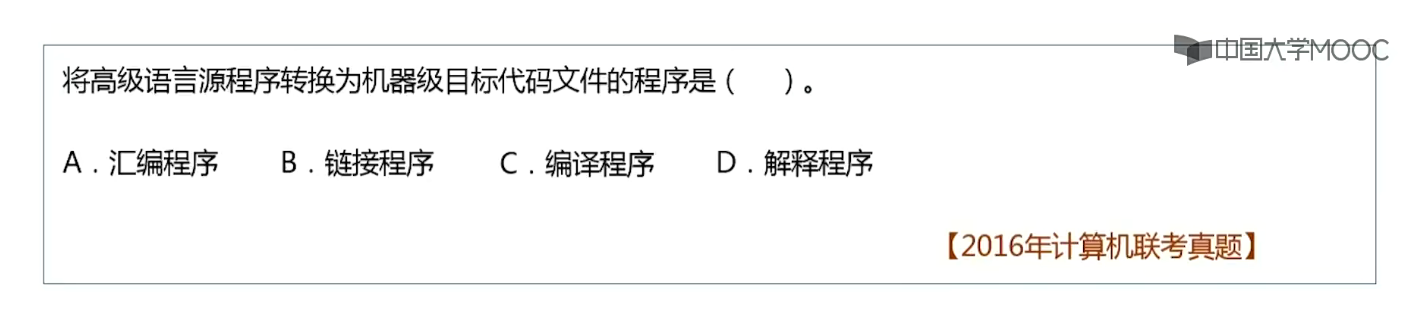 中国大学MOOC
将高级语言源程序转换为机器级目标代码文件的程序是（　　）。
A．汇编程序　　B．链接程序　　C．编译程序　　D．解释程序
【2016年计算机联考真题】